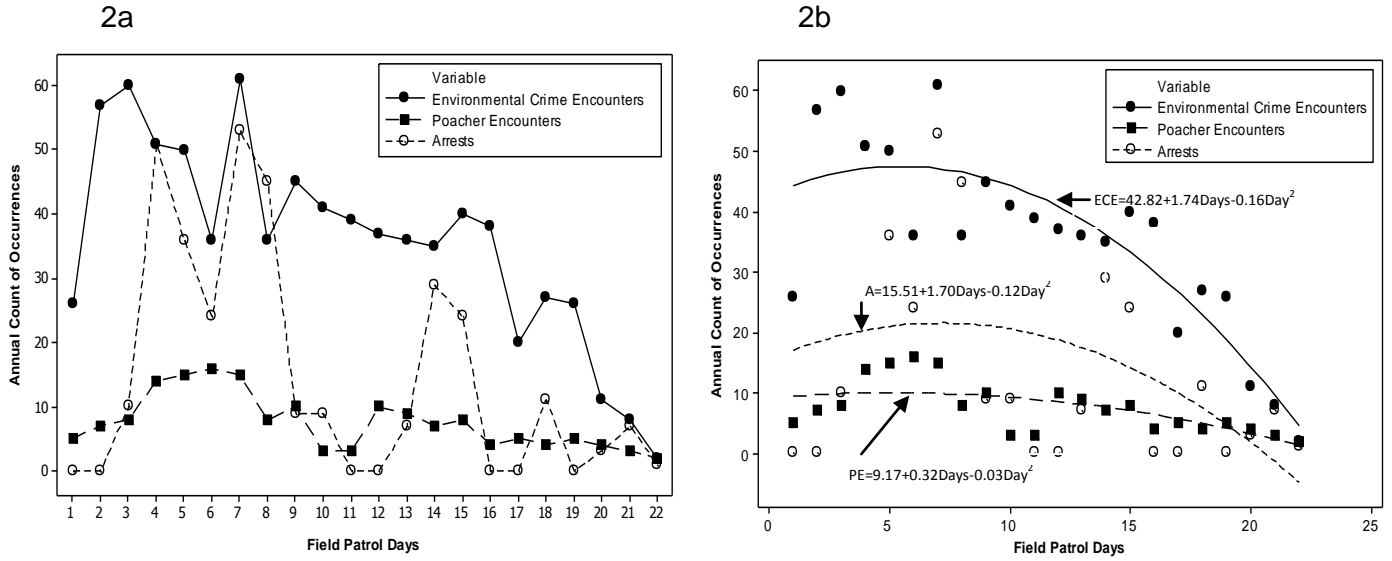 2a
Annual Count of Occurrences
60
50
40
30
20
10
0
Variable
Environmental Crime Encounters
Poacher Encounters
Arrests
1 2 3 4 5 6 7 8 9 10 11 12 13 14 15 16 17 18 19 20 21 22
Field Patrol Days
2b
Annual Count of Occurrences
60
50
40
30
20
10
0
Variable
Environmental Crime Encounters
Poacher Encounters
Arrests
ECE=42.82+1.74Days-0.16Day²
A=15.51+1.70Days-0.12Day²
PE=9.17+0.32Days-0.03Day²
0 5 10 15 20 25
Field Patrol Days